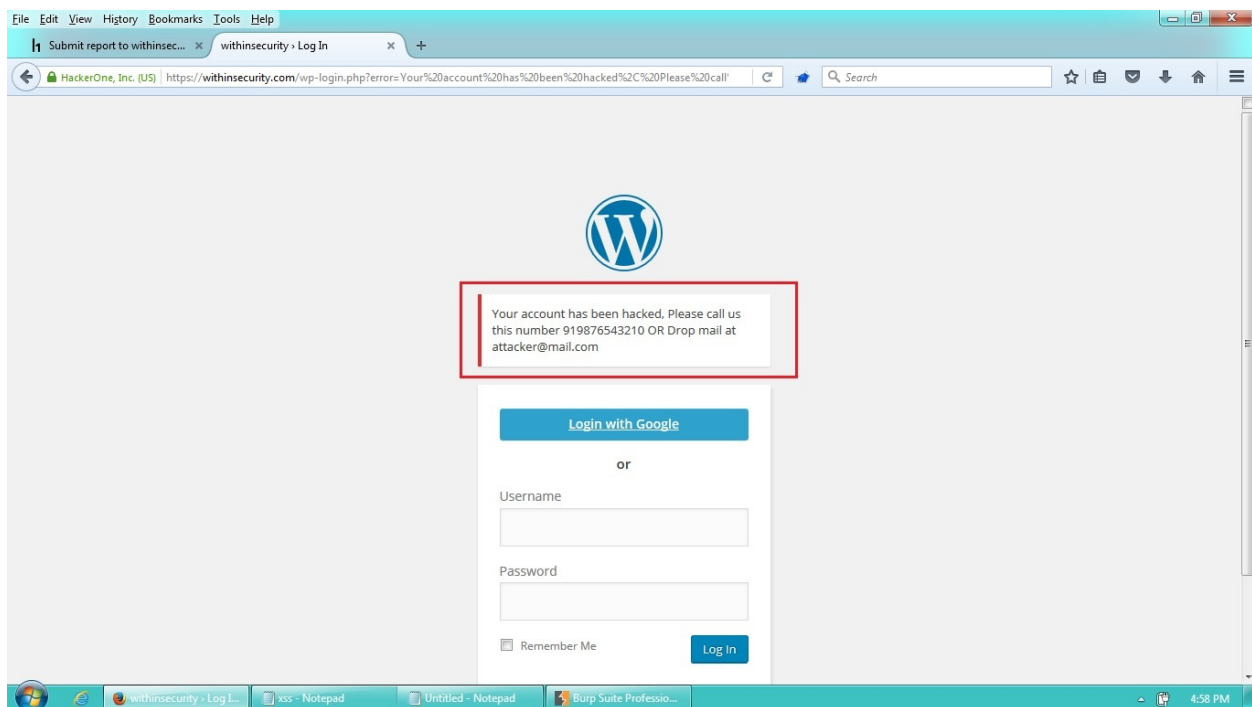 File Edit View History Bookmarks Tools Help
Submit report to withinsec... × withinsecurity › Log In × +
HackerOne, Inc. (US) https://withinsecurity.com/wp-login.php?error=Your%20account%20has%20been%20hacked%2C%20Please%20call' Search
Your account has been hacked, Please call us
this number 919876543210 OR Drop mail at
attacker@mail.com
Login with Google
or
Username
Password
Remember Me
Log In
withinsecurity › Log I... xss - Notepad Untitled - Notepad Burp Suite Professio... 4:58 PM